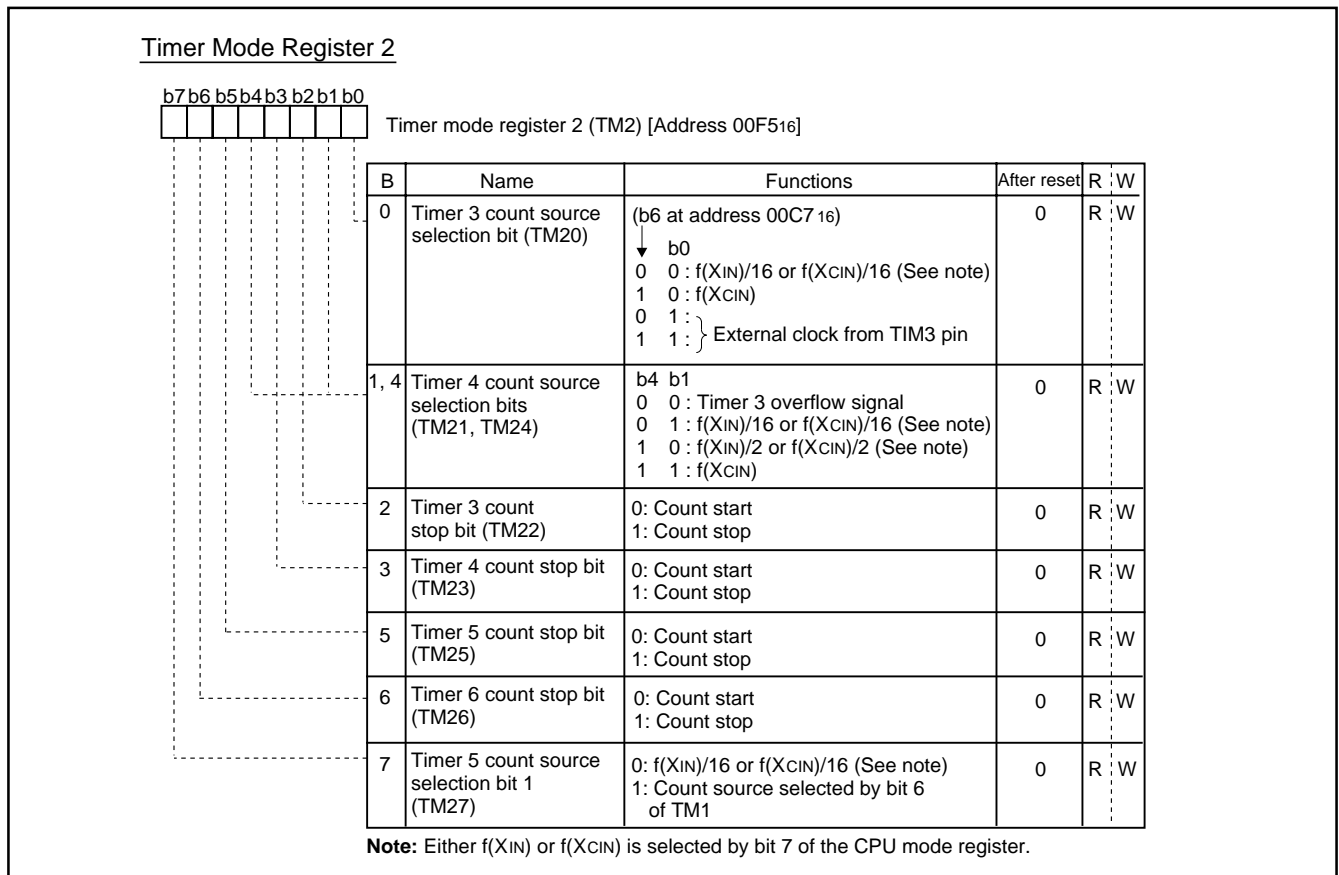 Timer Mode Register 2
b7 b6 b5 b4 b3 b2 b1 b0
Timer mode register 2 (TM2) [Address 00F516]
B Name Functions After reset R W
0 Timer 3 count source selection bit (TM20) (b6 at address 00C716) 0 R W
b0
0 0 : f(XIN)/16 or f(XCIN)/16 (See note)
1 0 : f(XCIN)
0 1 :
1 1 : } External clock from TIM3 pin
1, 4 Timer 4 count source selection bits (TM21, TM24) b4 b1 0 R W
0 0 : Timer 3 overflow signal
0 1 : f(XIN)/16 or f(XCIN)/16 (See note)
1 0 : f(XIN)/2 or f(XCIN)/2 (See note)
1 1 : f(XCIN)
2 Timer 3 count stop bit (TM22) 0: Count start 0 R W
1: Count stop
3 Timer 4 count stop bit (TM23) 0: Count start 0 R W
1: Count stop
5 Timer 5 count stop bit (TM25) 0: Count start 0 R W
1: Count stop
6 Timer 6 count stop bit (TM26) 0: Count start 0 R W
1: Count stop
7 Timer 5 count source selection bit 1 (TM27) 0: f(XIN)/16 or f(XCIN)/16 (See note) 0 R W
1: Count source selected by bit 6
of TM1
Note: Either f(XIN) or f(XCIN) is selected by bit 7 of the CPU mode register.